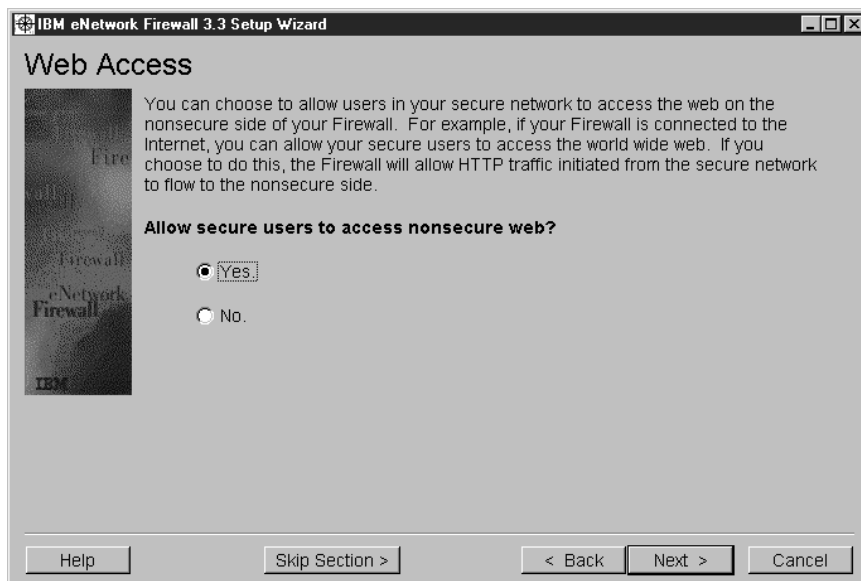 IBM eNetwork Firewall 3.3 Setup Wizard
Web Access
You can choose to allow users in your secure network to access the web on the
nonsecure side of your Firewall. For example, if your Firewall is connected to the
Internet, you can allow your secure users to access the world wide web. If you
choose to do this, the Firewall will allow HTTP traffic initiated from the secure network
to flow to the nonsecure side.
Allow secure users to access nonsecure web?
Yes.
No.
Fire
wall
Firewall
eNetwork
Firewall
IBM
Help
Skip Section >
< Back
Next >
Cancel